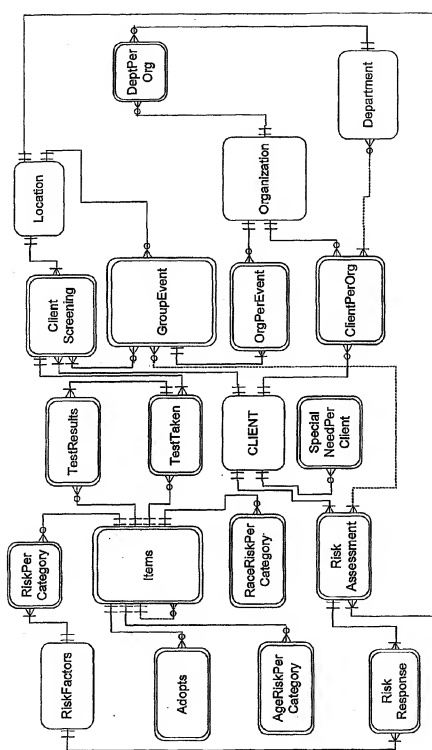 RiskFactors
RiskPer
Category
TestResults
Client
Screening
Location
DeptPer
Org
Adopts
Items
TestTaken
GroupEvent
Organization
AgeRiskPer
Category
RaceRiskPer
Category
CLIENT
OrgPerEvent
Special
NeedPer
Client
ClientPerOrg
Department
Risk
Response
Risk
Assessment